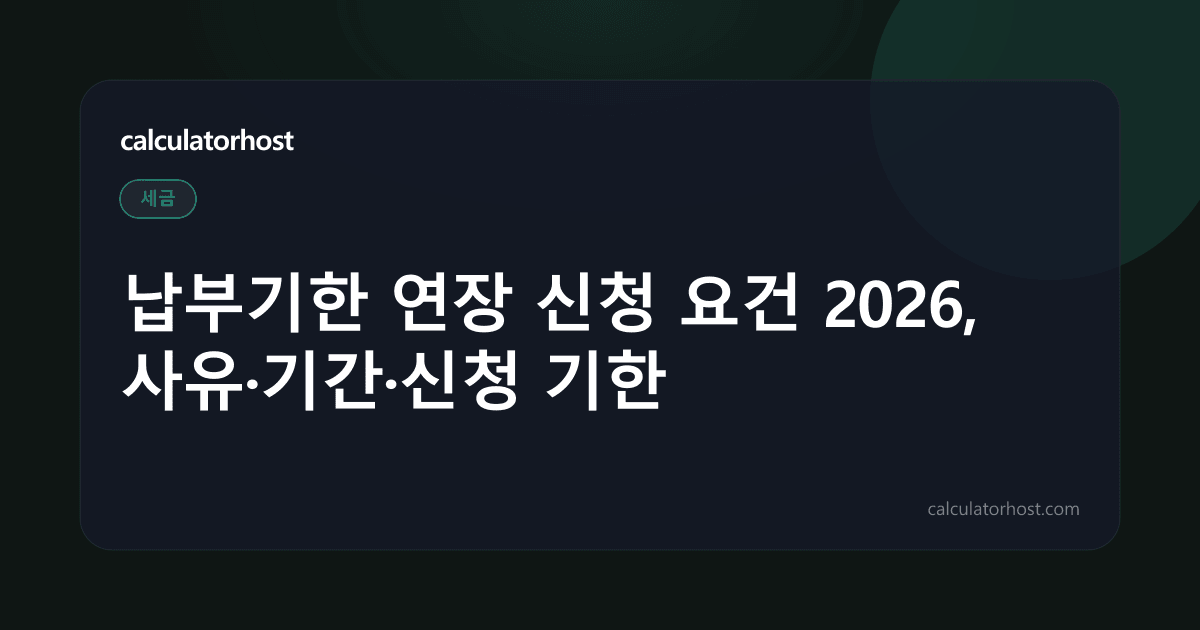 calculatorhost
세금
납부기한 연장 신청 요건 2026,
사유·기간·신청 기한
calculatorhost.com